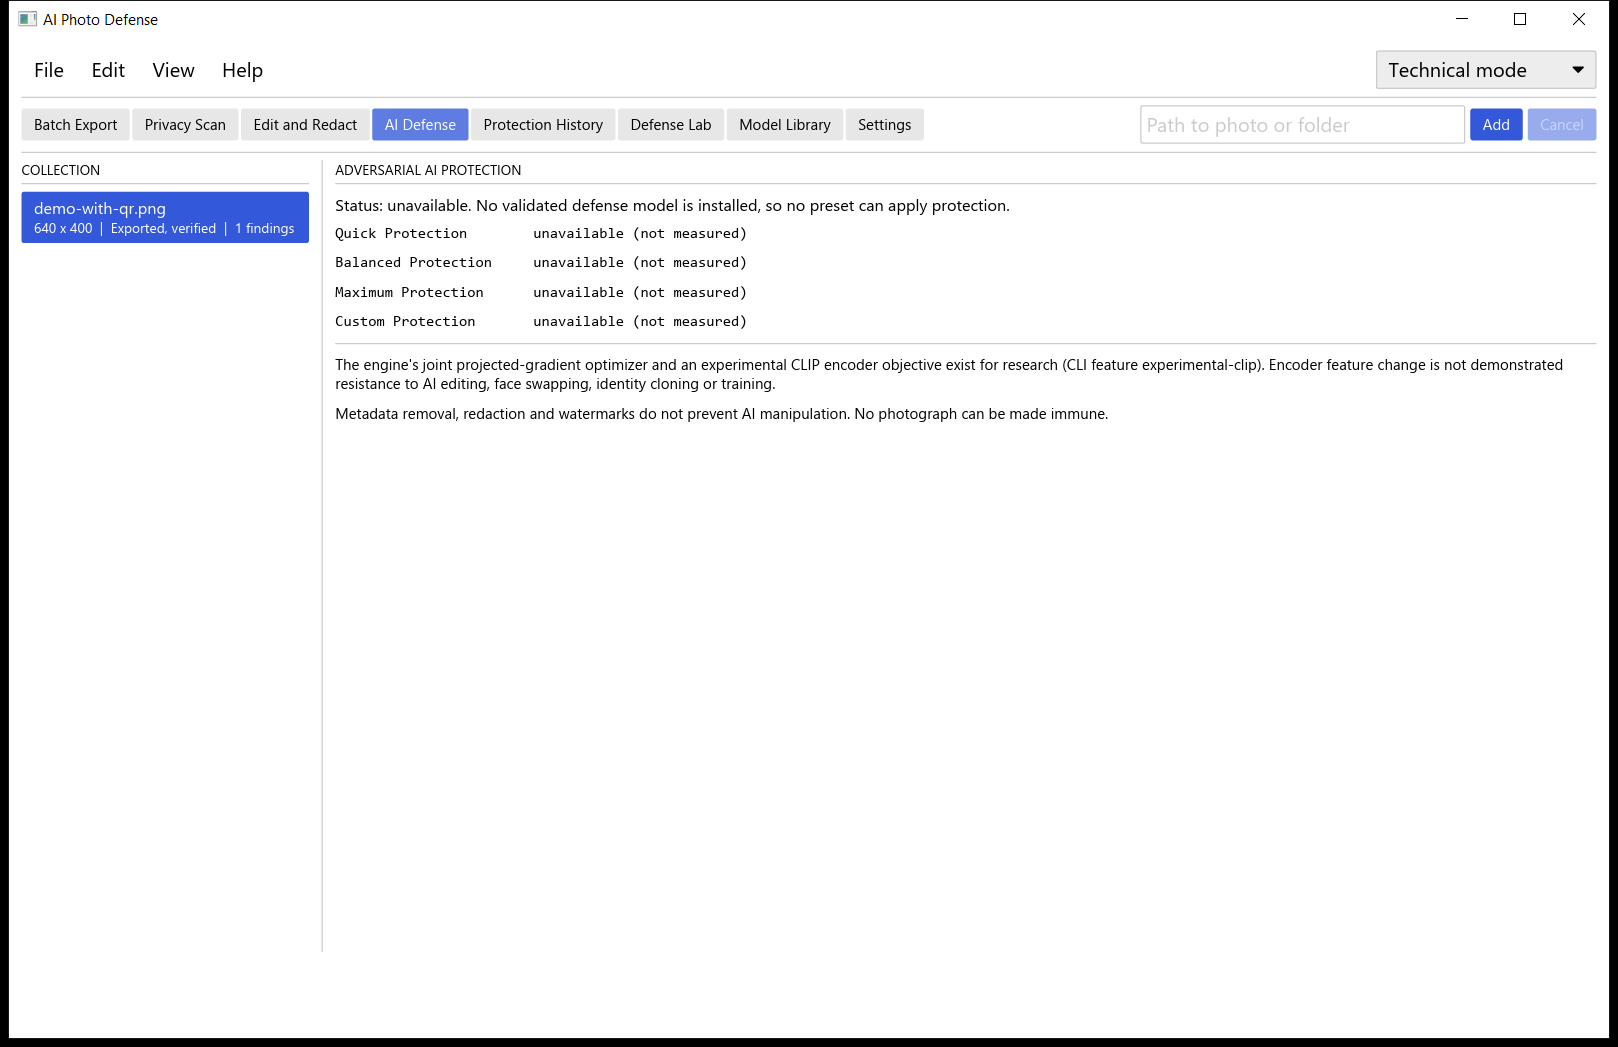 AI Photo Defense
File Edit View Help
Technical mode
Batch Export Privacy Scan Edit and Redact AI Defense Protection History Defense Lab Model Library Settings
Path to photo or folder Add Cancel
COLLECTION
demo-with-qr.png
640 x 400 | Exported, verified | 1 findings
ADVERSARIAL AI PROTECTION
Status: unavailable. No validated defense model is installed, so no preset can apply protection.
Quick Protection unavailable (not measured)
Balanced Protection unavailable (not measured)
Maximum Protection unavailable (not measured)
Custom Protection unavailable (not measured)
The engine's joint projected-gradient optimizer and an experimental CLIP encoder objective exist for research (CLI feature experimental-clip). Encoder feature change is not demonstrated
resistance to AI editing, face swapping, identity cloning or training.
Metadata removal, redaction and watermarks do not prevent AI manipulation. No photograph can be made immune.